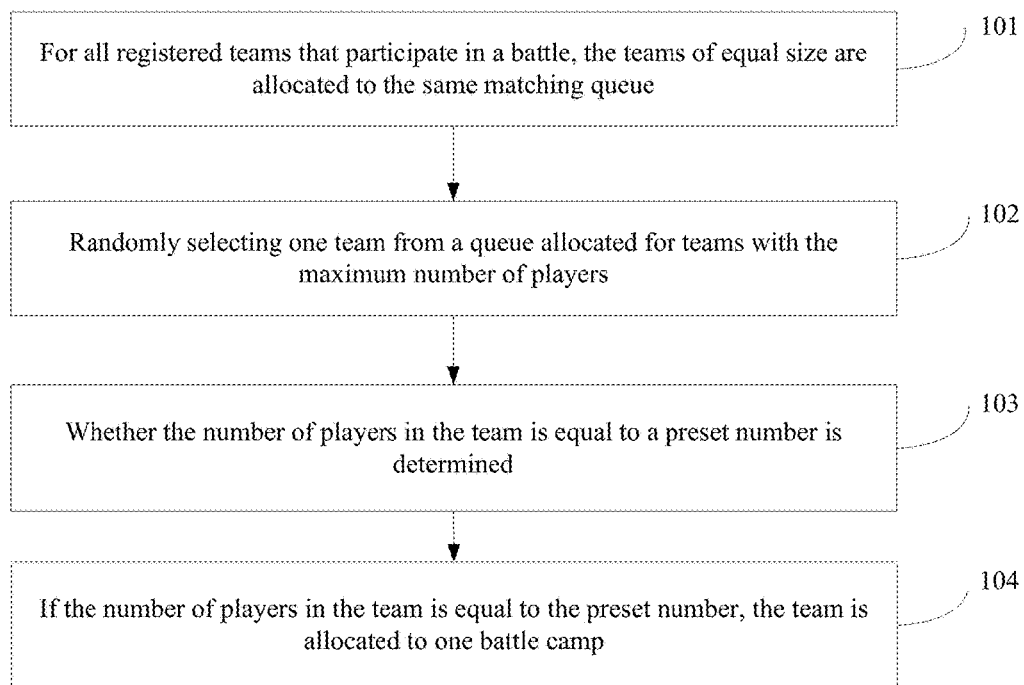 101
For all registered teams that participate in a battle, the teams of equal size are
allocated to the same matching queue
102
Randomly selecting one team from a queue allocated for teams with the
maximum number of players
103
Whether the number of players in the team is equal to a preset number is
determined
104
If the number of players in the team is equal to the preset number, the team is
allocated to one battle camp